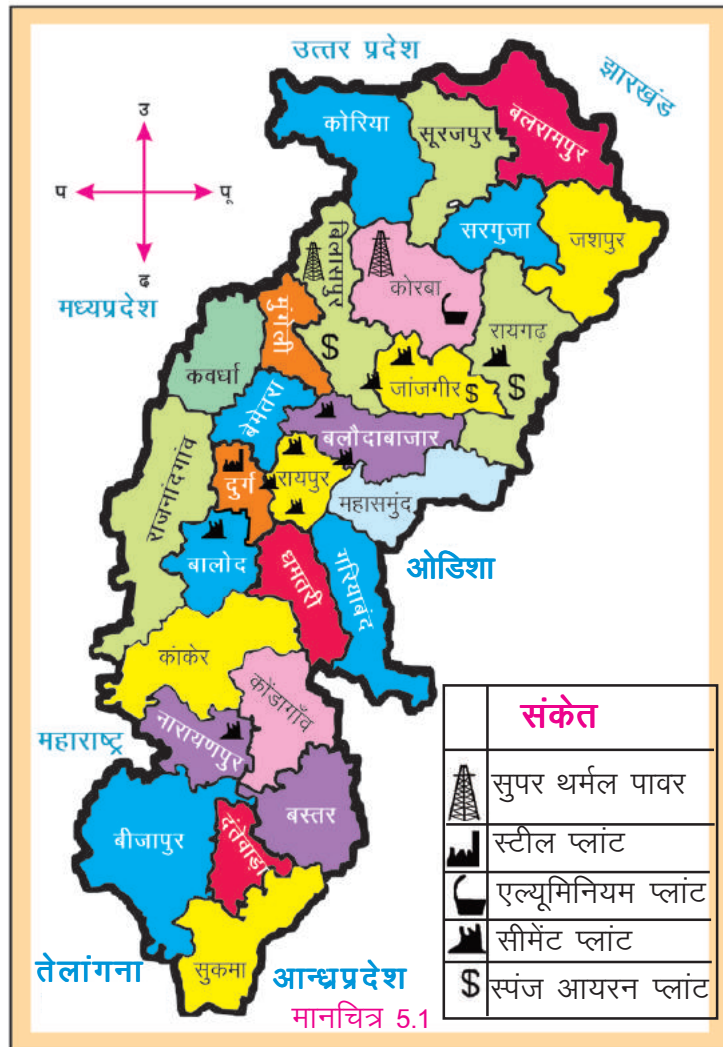 उत्तर प्रदेश
झारखंड
उ
प
पू
द
मध्यप्रदेश
कोरिया
सूरजपुर
बलरामपुर
सरगुजा
जशपुर
बिलासपुर
कोरबा
रायगढ़
मुंगेली
कवर्धा
$
जांजगीर
$
$
बेमेतरा
बलौदाबाजार
राजनांदगांव
दुर्ग
रायपुर
महासमुंद
बालोद
धमतरी
गरियाबंद
ओडिशा
कांकेर
कोंडागाँव
महाराष्ट्र
नारायणपुर
बस्तर
बीजापुर
दंतेवाड़ा
तेलांगना
सुकमा
आन्ध्रप्रदेश
मानचित्र 5.1
संकेत
सुपर थर्मल पावर
स्टील प्लांट
एल्यूमिनियम प्लांट
सीमेंट प्लांट
$ स्पंज आयरन प्लांट